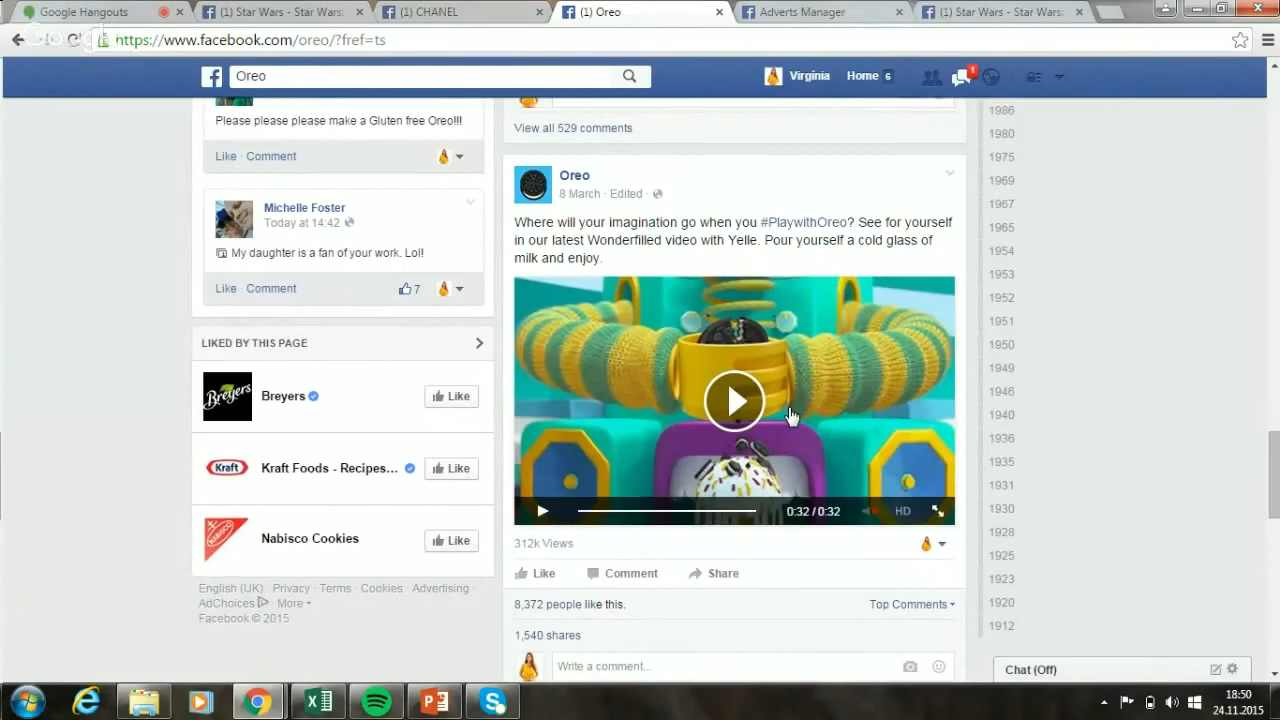 Google Hangouts
(1) Star Wars - Star Wars:
(1) CHANEL
(1) Oreo
Adverts Manager
(1) Star Wars - Star Wars:
https://www.facebook.com/oreo/?fref=ts
Oreo
Virginia
Home 6
1
Please please please make a Gluten free Oreo!!!
Like · Comment
Michelle Foster
Today at 14:42
My daughter is a fan of your work. Lol!
Like · Comment
7
LIKED BY THIS PAGE
Breyers
Breyers
Like
Kraft
Kraft Foods - Recipes...
Like
NABISCO
Nabisco Cookies
Like
English (UK) · Privacy · Terms · Cookies · Advertising ·
AdChoices · More
Facebook © 2015
View all 529 comments
Oreo
8 March · Edited ·
Where will your imagination go when you #PlaywithOreo? See for yourself
in our latest Wonderfilled video with Yelle. Pour yourself a cold glass of
milk and enjoy.
0:32 / 0:32
HD
312k Views
Like
Comment
Share
8,372 people like this.
Top Comments
1,540 shares
Write a comment...
1986
1980
1975
1969
1967
1965
1954
1953
1952
1951
1950
1949
1946
1940
1936
1935
1931
1930
1928
1925
1923
1920
1912
Chat (Off)
18:50
24.11.2015